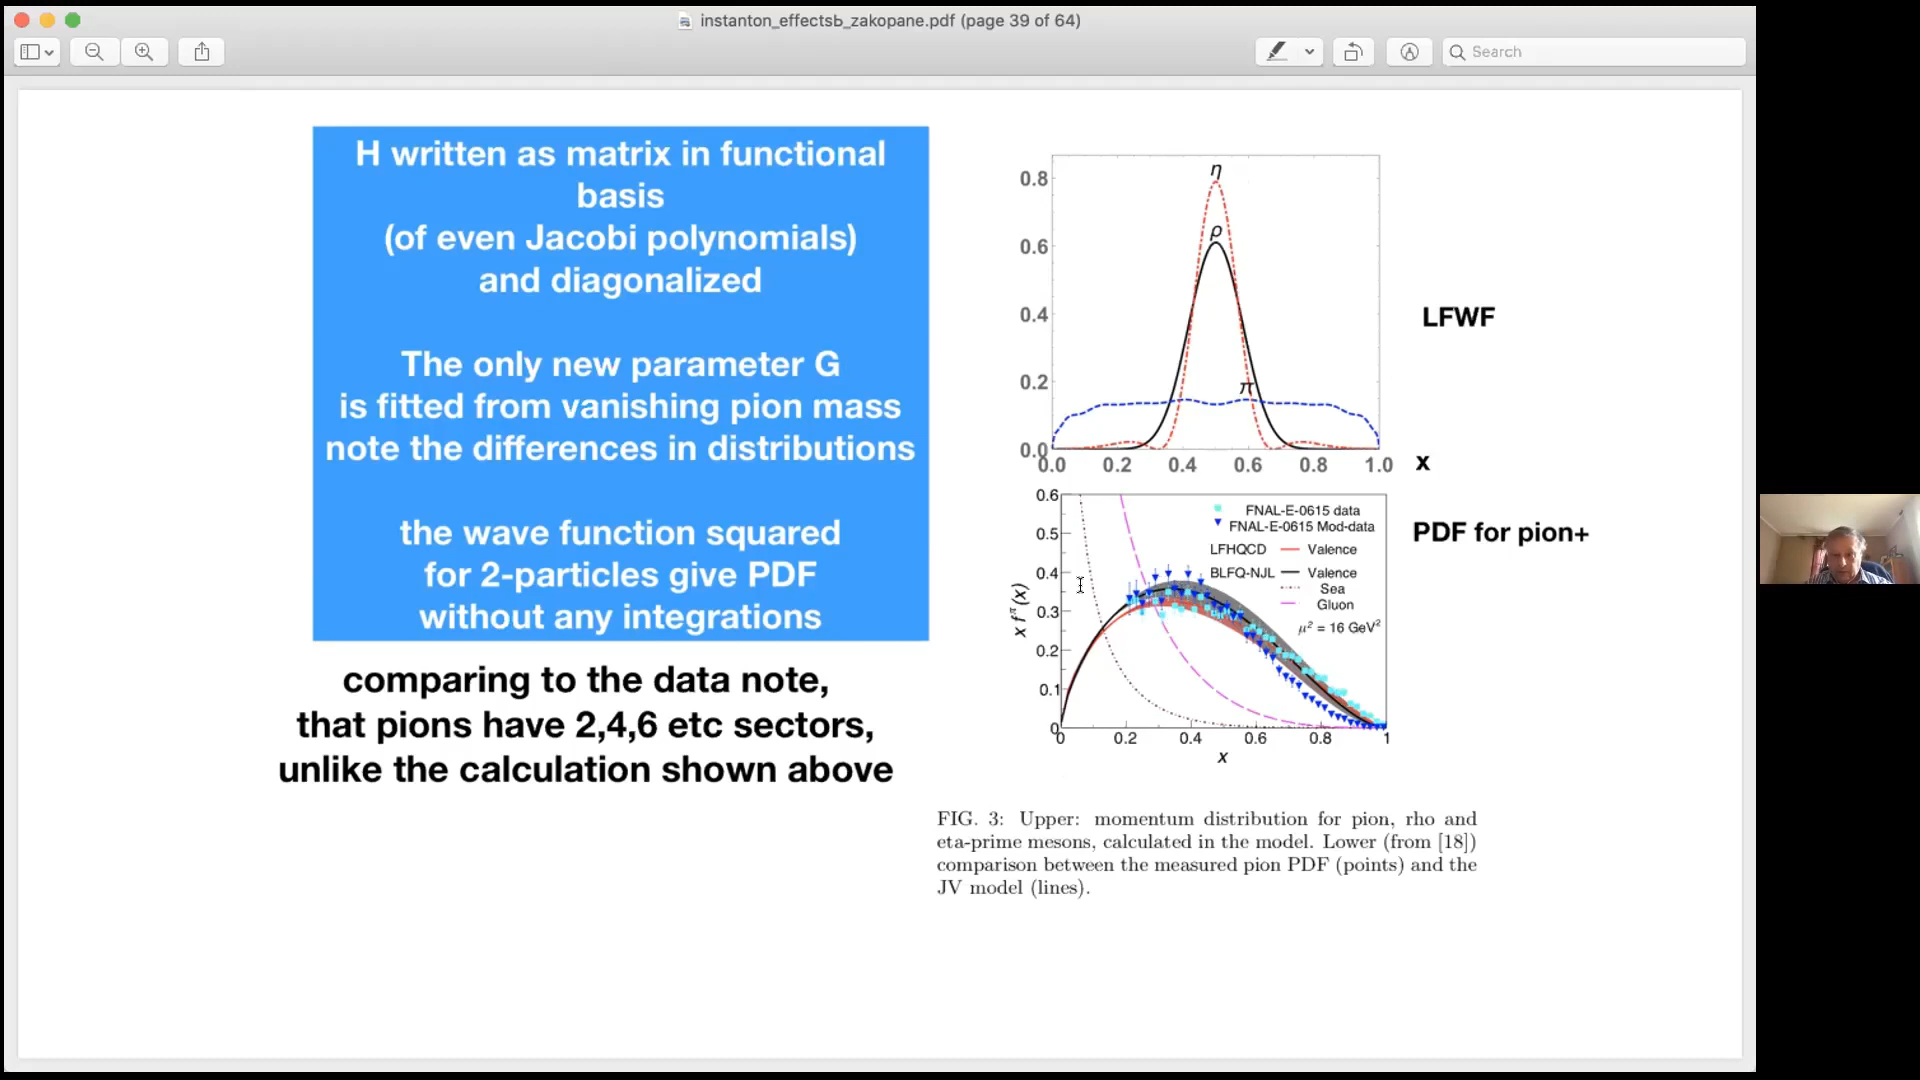 instanton_effectsb_zakopane.pdf (page 39 of 64)
Search
H written as matrix in functional
basis
(of even Jacobi polynomials)
and diagonalized
The only new parameter G
is fitted from vanishing pion mass
note the differences in distributions
the wave function squared
for 2-particles give PDF
without any integrations
comparing to the data note,
that pions have 2,4,6 etc sectors,
unlike the calculation shown above
η
ρ
π
0.8
0.6
0.4
0.2
0.0
0.0 0.2 0.4 0.6 0.8 1.0
x
LFWF
0.6
0.5
0.4
0.3
0.2
0.1
0
0 0.2 0.4 0.6 0.8 1
x
x f^π(x)
FNAL-E-0615 data
FNAL-E-0615 Mod-data
LFHQCD Valence
BLFQ-NJL Valence
Sea
Gluon
μ² = 16 GeV²
PDF for pion+
FIG. 3: Upper: momentum distribution for pion, rho and
eta-prime mesons, calculated in the model. Lower (from [18])
comparison between the measured pion PDF (points) and the
JV model (lines).